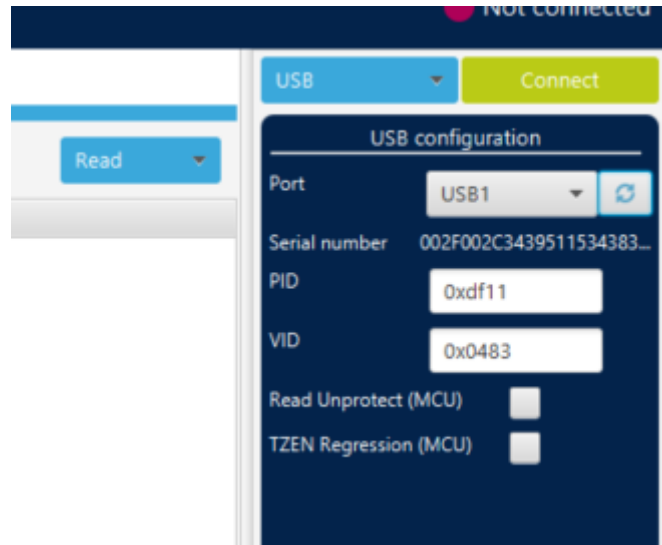 Not connected
USB Connect
USB configuration
Read
Port USB1
Serial number 002F002C3439511534383...
PID 0xdf11
VID 0x0483
Read Unprotect (MCU)
TZEN Regression (MCU)